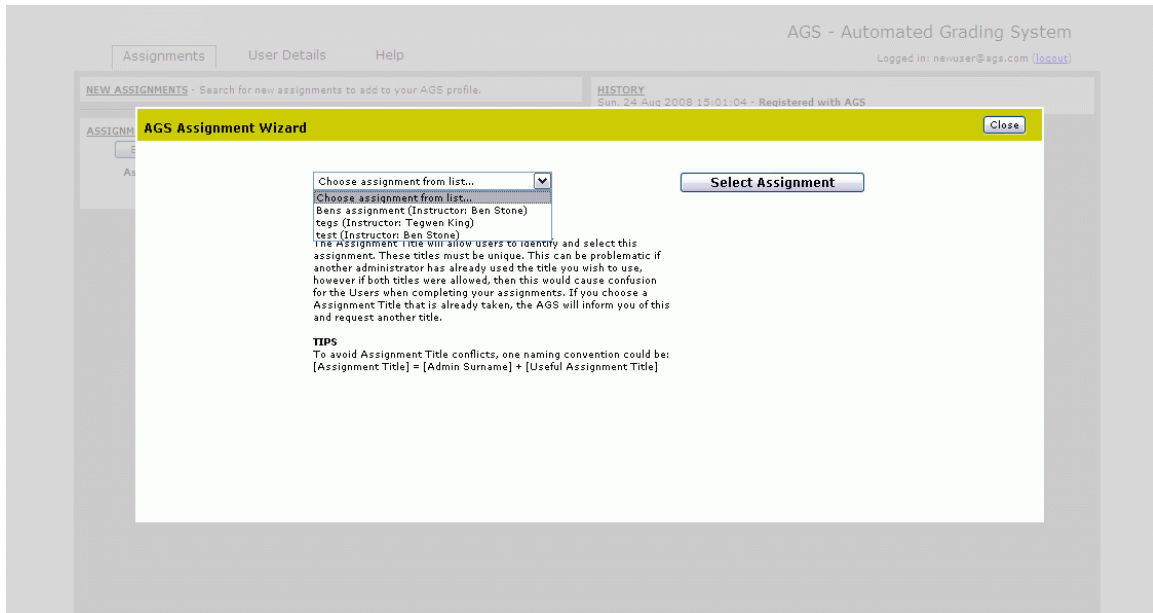 AGS - Automated Grading System
Assignments User Details Help
Logged in: newuser@ags.com (logout)
NEW ASSIGNMENTS - Search for new assignments to add to your AGS profile.
HISTORY
Sun, 24 Aug 2008 15:01:04 - Registered with AGS
ASSIGNM
AGS Assignment Wizard
Close
As
Choose assignment from list...
Select Assignment
Choose assignment from list...
Bens assignment (Instructor: Ben Stone)
tegs (Instructor: Tegwen King)
test (Instructor: Ben Stone)
The Assignment Title will allow users to identify and select this
assignment. These titles must be unique. This can be problematic if
another administrator has already used the title you wish to use,
however if both titles were allowed, then this would cause confusion
for the Users when completing your assignments. If you choose a
Assignment Title that is already taken, the AGS will inform you of this
and request another title.
TIPS
To avoid Assignment Title conflicts, one naming convention could be:
[Assignment Title] = [Admin Surname] + [Useful Assignment Title]